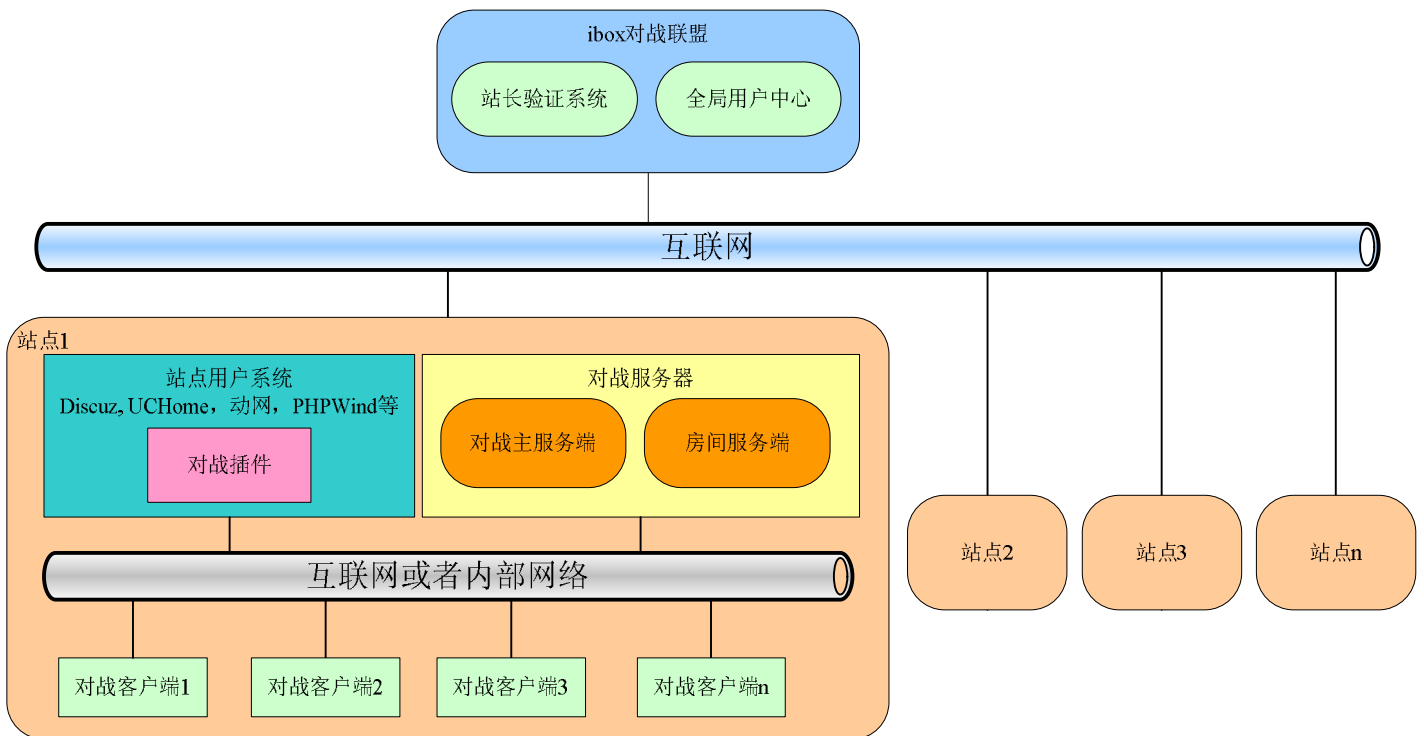 ibox对战联盟
站长验证系统
全局用户中心
互联网
站点1
站点用户系统
Discuz, UCHome，动网，PHPWind等
对战插件
对战服务器
对战主服务端
房间服务端
互联网或者内部网络
对战客户端1
对战客户端2
对战客户端3
对战客户端n
站点2
站点3
站点n